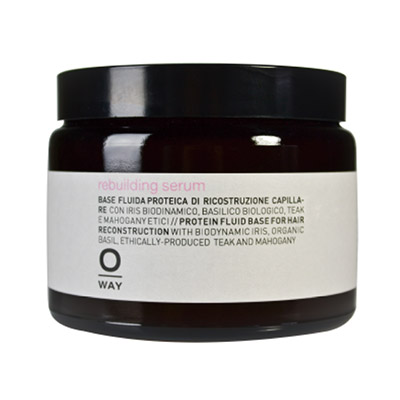 rebuilding serum
BASE FLUIDA PROTEICA DI RICOSTRUZIONE CAPILLA-
RE CON IRIS BIODINAMICO, BASILICO BIOLOGICO, TEAK
E MAHOGANY ETICI // PROTEIN FLUID BASE FOR HAIR
RECONSTRUCTION WITH BIODYNAMIC IRIS, ORGANIC
BASIL, ETHICALLY-PRODUCED TEAK AND MAHOGANY
O
WAY